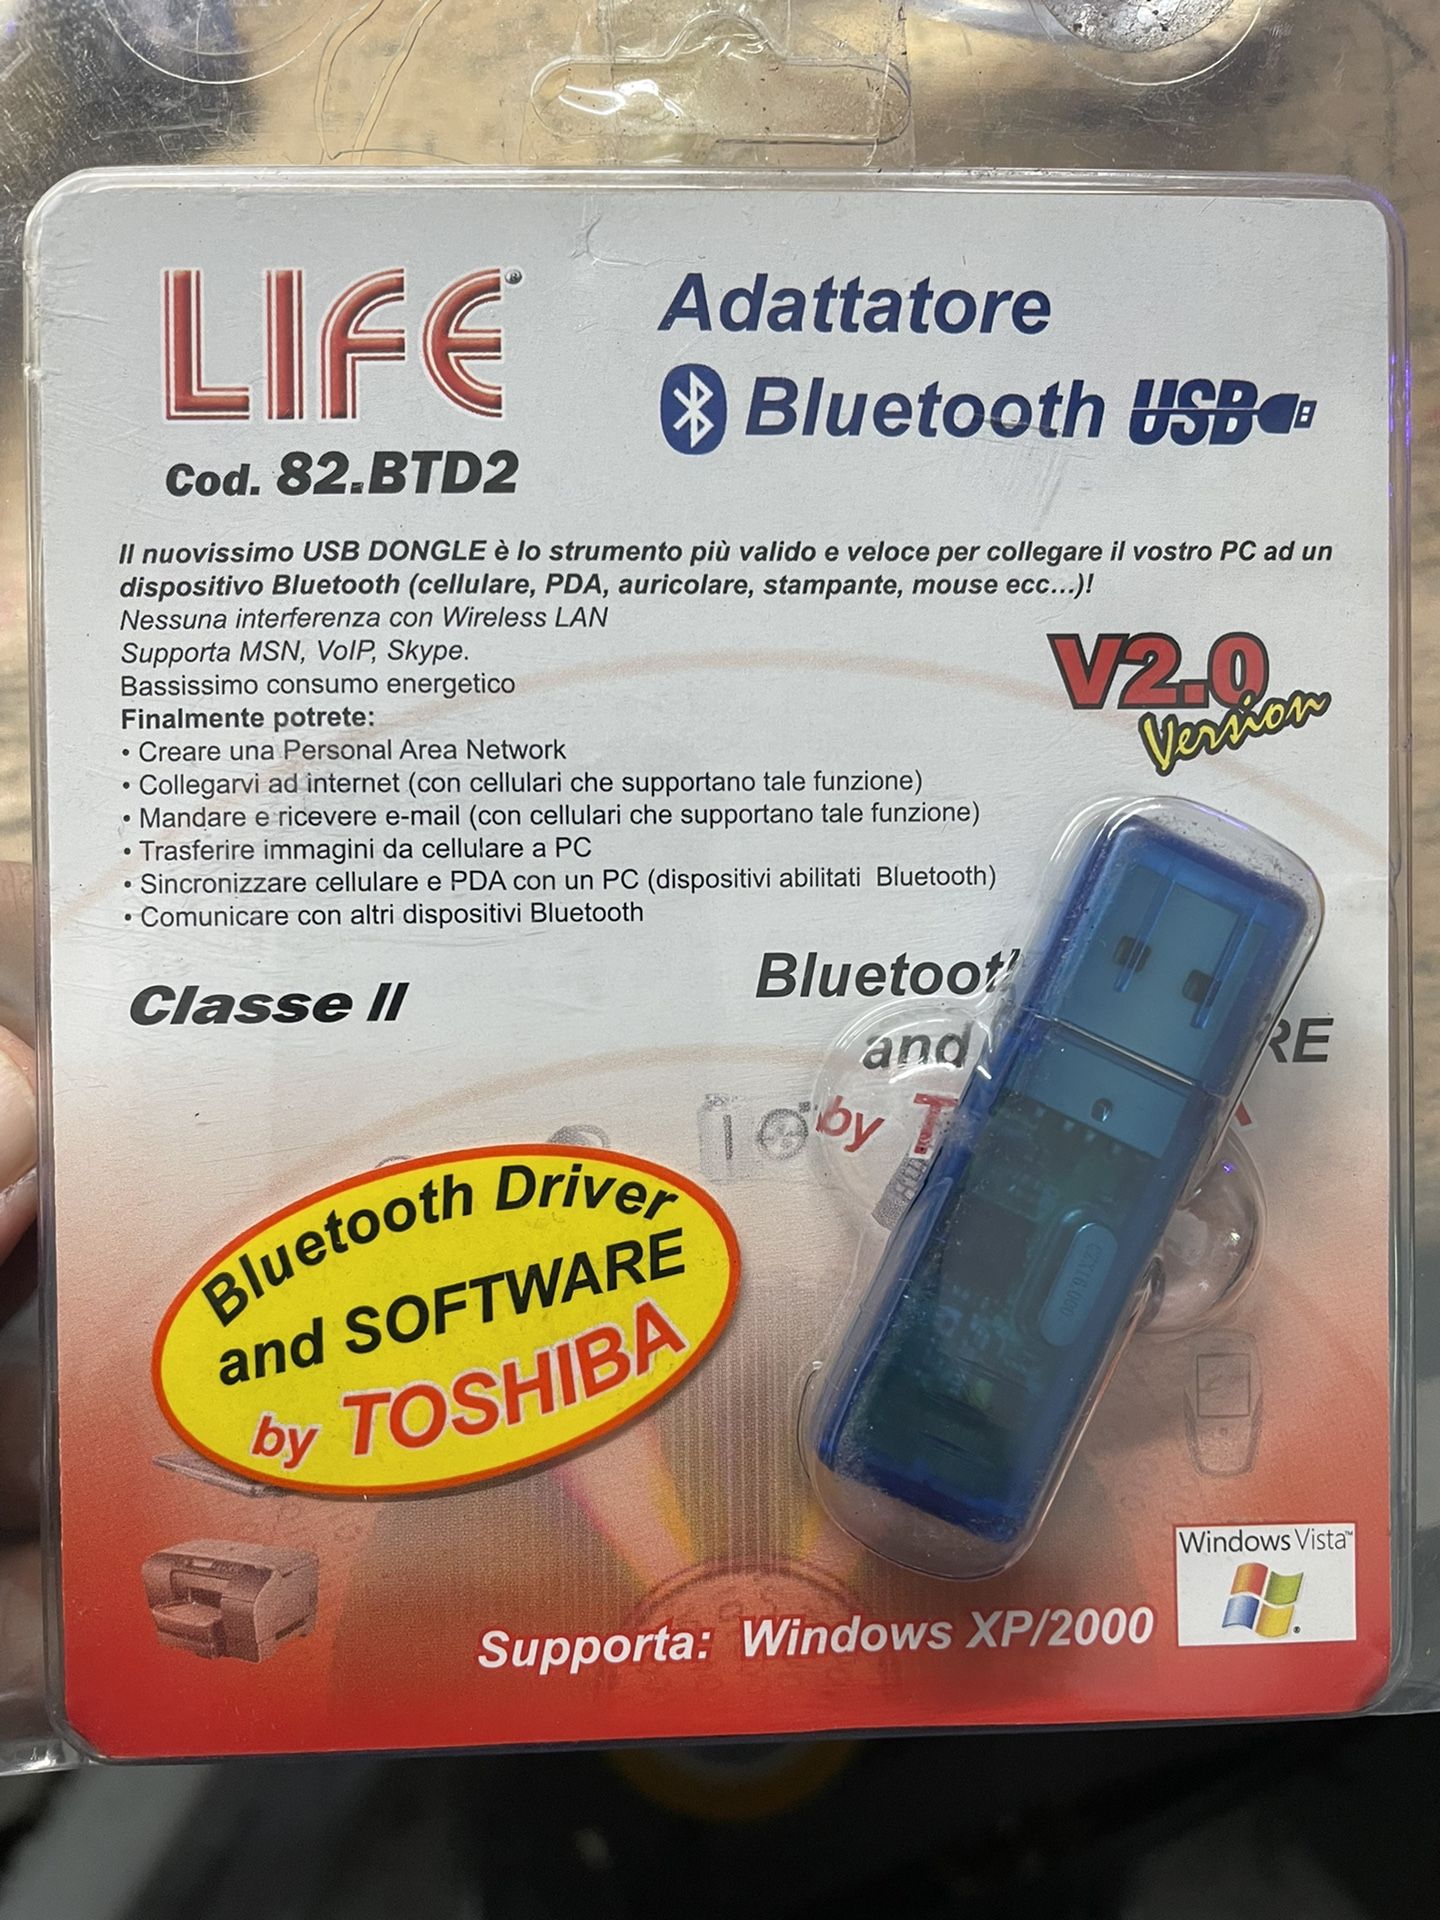 LIFE®
Cod. 82.BTD2
Adattatore
Bluetooth USB
Il nuovissimo USB DONGLE è lo strumento più valido e veloce per collegare il vostro PC ad un
dispositivo Bluetooth (cellulare, PDA, auricolare, stampante, mouse ecc...)!
Nessuna interferenza con Wireless LAN
Supporta MSN, VoIP, Skype.
Bassissimo consumo energetico
Finalmente potrete:
• Creare una Personal Area Network
• Collegarvi ad internet (con cellulari che supportano tale funzione)
• Mandare e ricevere e-mail (con cellulari che supportano tale funzione)
• Trasferire immagini da cellulare a PC
• Sincronizzare cellulare e PDA con un PC (dispositivi abilitati Bluetooth)
• Comunicare con altri dispositivi Bluetooth
V2.0
Version
Classe II
Bluetoot
and RE
by T
Bluetooth Driver
and SOFTWARE
by TOSHIBA
Supporta: Windows XP/2000
Windows Vista™